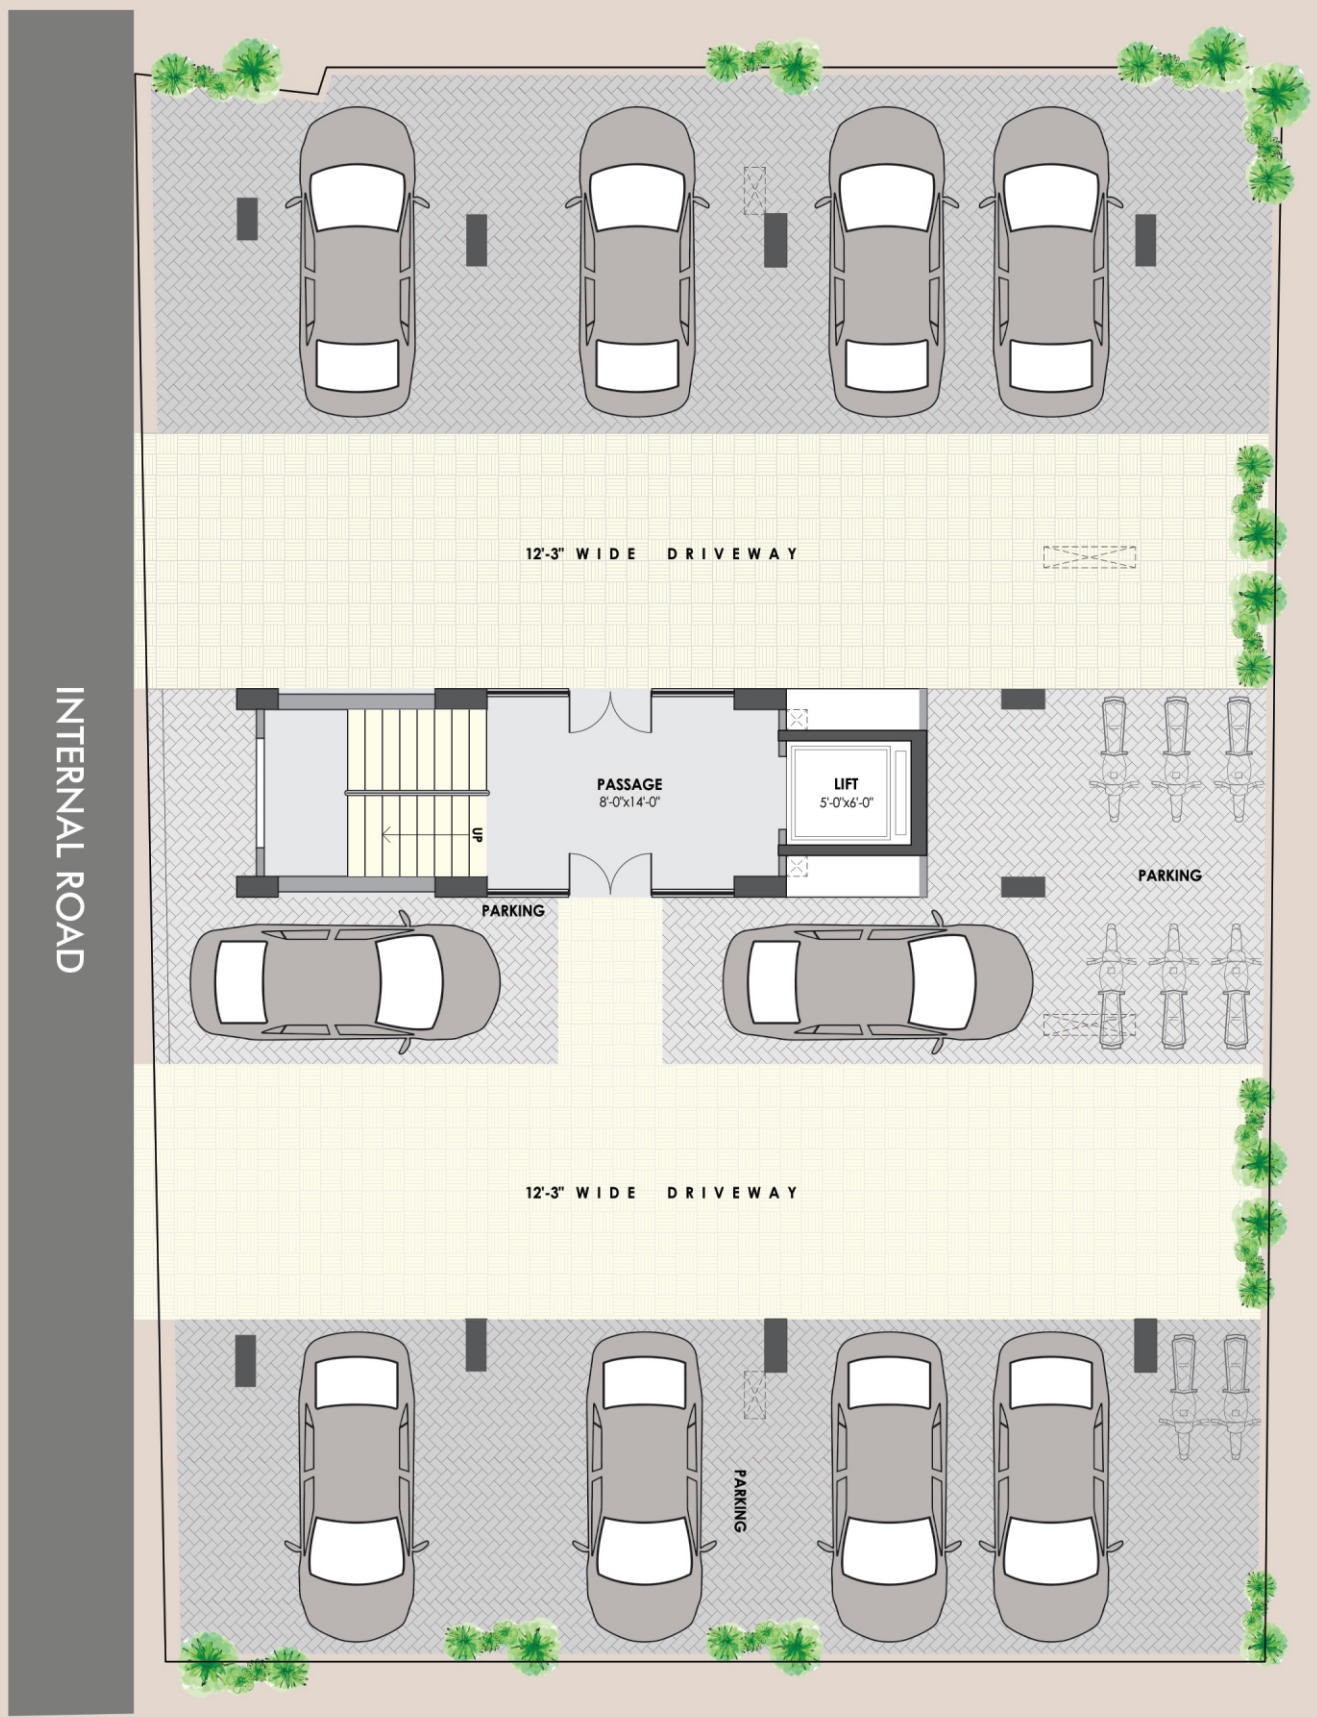 12'-3" WIDE DRIVEWAY
INTERNAL ROAD
PASSAGE
8'-0"x14'-0"
LIFT
5'-0"x6'-0"
UP
PARKING
PARKING
12'-3" WIDE DRIVEWAY
PARKING